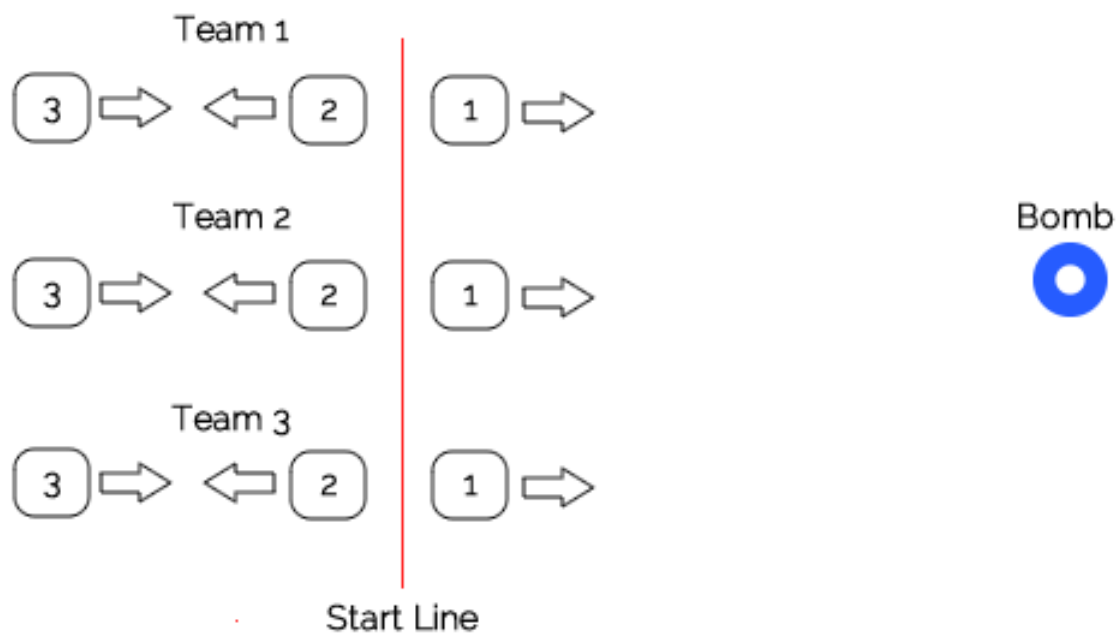 Team 1
3 2 1
Team 2
Bomb
3 2 1
Team 3
3 2 1
Start Line